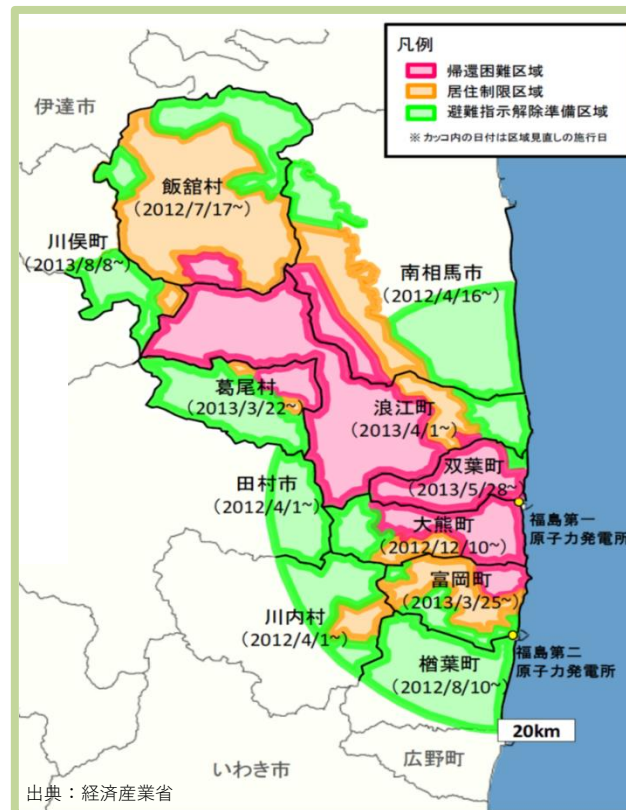 凡例
帰還困難区域
居住制限区域
避難指示解除準備区域
※ カッコ内の日付は区域見直しの施行日
伊達市
飯舘村
(2012/7/17~)
川俣町
(2013/8/8~)
南相馬市
(2012/4/16~)
葛尾村
(2013/3/22~)
浪江町
(2013/4/1~)
双葉町
(2013/5/28~)
田村市
(2012/4/1~)
大熊町
(2012/12/10~)
福島第一
原子力発電所
富岡町
(2013/3/25~)
川内村
(2012/4/1~)
福島第二
原子力発電所
楢葉町
(2012/8/10~)
20km
広野町
いわき市
出典：経済産業省